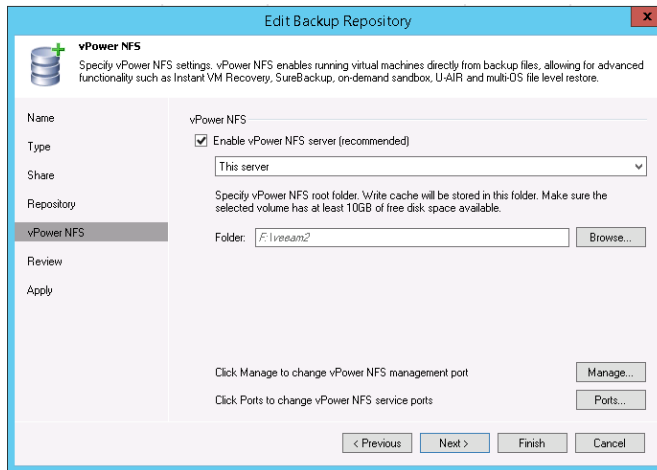 Edit Backup Repository
x
vPower NFS
Specify vPower NFS settings. vPower NFS enables running virtual machines directly from backup files, allowing for advanced
functionality such as Instant VM Recovery, SureBackup, on-demand sandbox, U-AIR and multi-OS file level restore.
Name
Type
Share
Repository
vPower NFS
Review
Apply
vPower NFS
Enable vPower NFS server (recommended)
This server
Specify vPower NFS root folder. Write cache will be stored in this folder. Make sure the
selected volume has at least 10GB of free disk space available.
Folder: F:\veeam2 Browse...
Click Manage to change vPower NFS management port Manage...
Click Ports to change vPower NFS service ports Ports...
< Previous Next > Finish Cancel